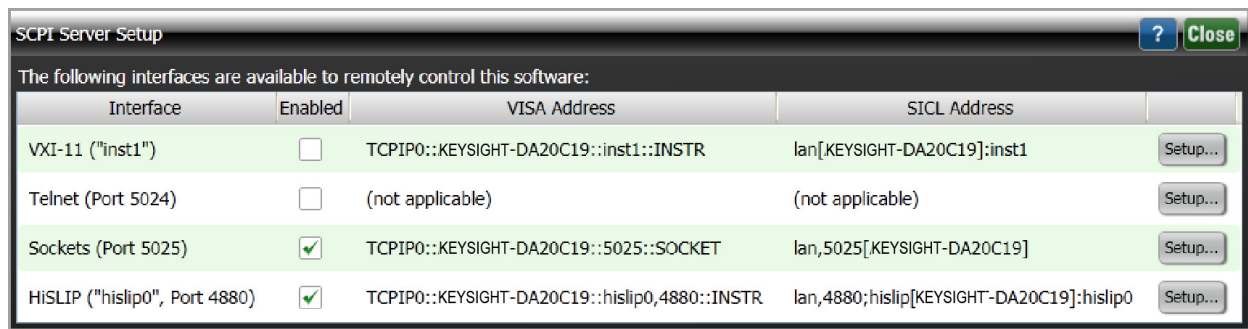 SCPI Server Setup ? Close
The following interfaces are available to remotely control this software:
Interface Enabled VISA Address SICL Address
VXI-11 ("inst1") TCPIP0::KEYSIGHT-DA20C19::inst1::INSTR lan[KEYSIGHT-DA20C19]:inst1 Setup...
Telnet (Port 5024) (not applicable) (not applicable) Setup...
Sockets (Port 5025) TCPIP0::KEYSIGHT-DA20C19::5025::SOCKET lan,5025[KEYSIGHT-DA20C19] Setup...
HiSLIP ("hislip0", Port 4880) TCPIP0::KEYSIGHT-DA20C19::hislip0,4880::INSTR lan,4880;hislip[KEYSIGHT-DA20C19]:hislip0 Setup...